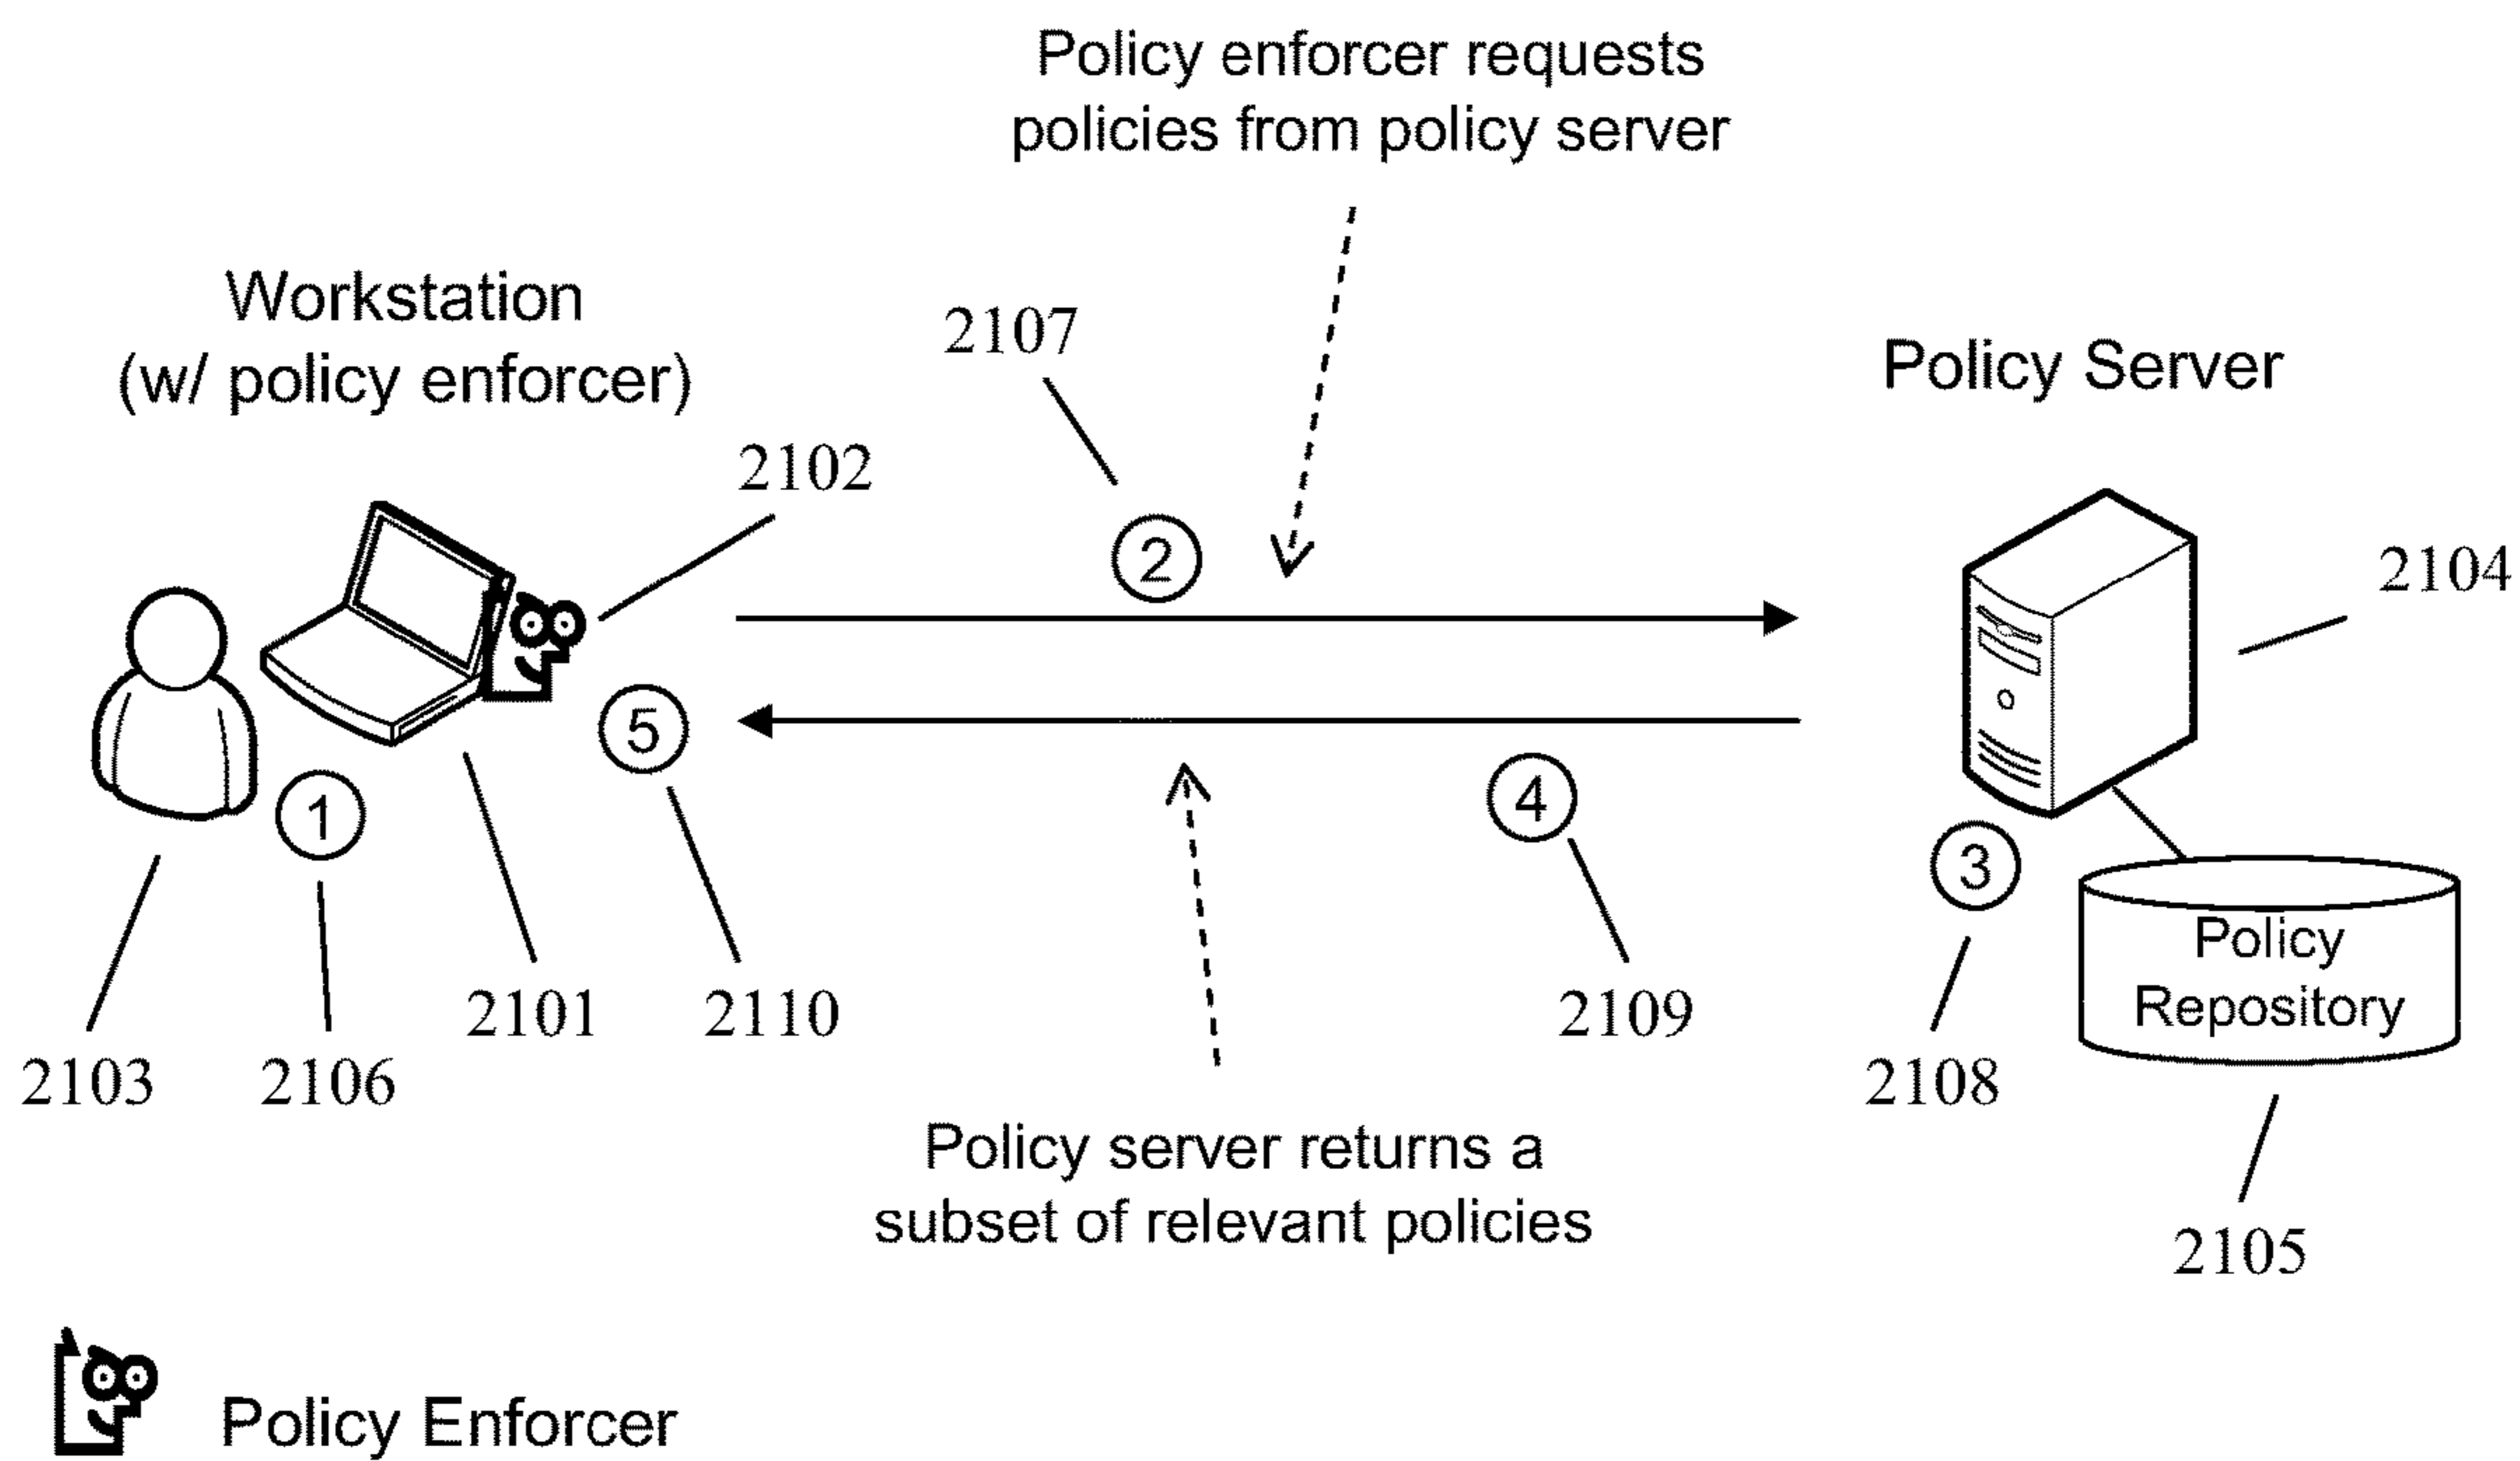 Policy enforcer requests
policies from policy server
Workstation
(w/ policy enforcer)
2107
Policy Server
2102
2
2104
5
4
1
3
Policy
Repository
2101
2110
2109
2103
2106
2108
Policy server returns a
subset of relevant policies
2105
Policy Enforcer